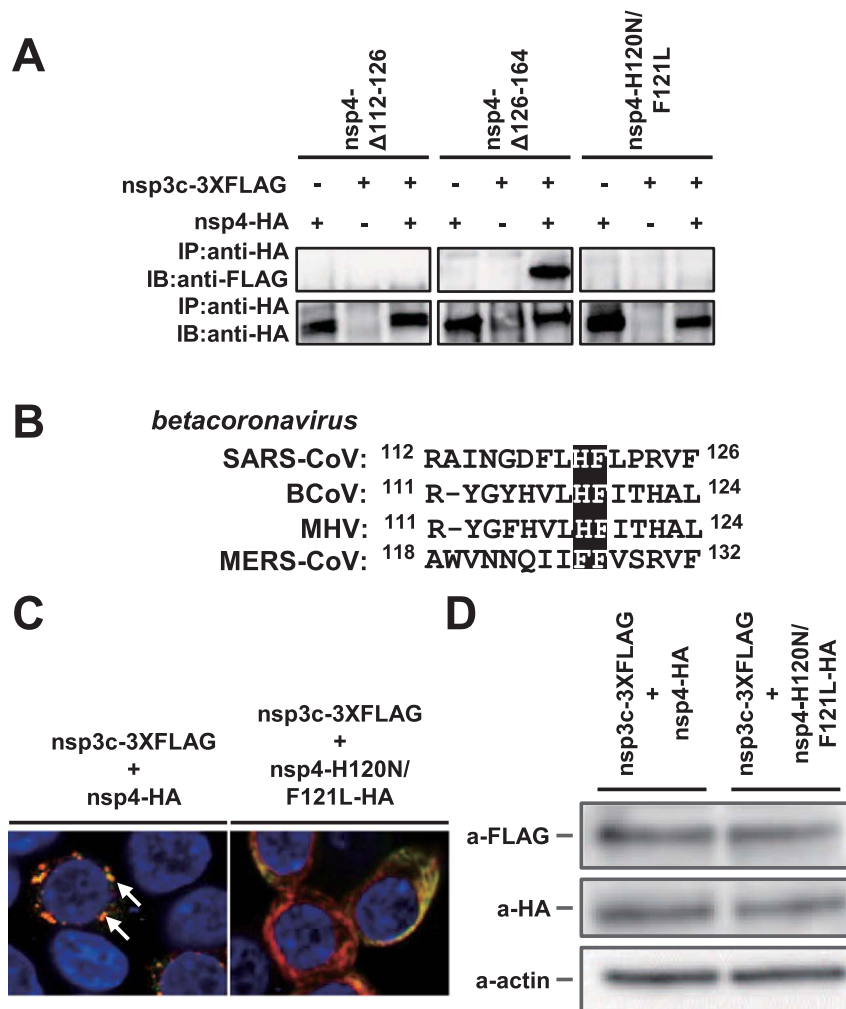 A
nsp4-
Δ112-126
nsp4-
Δ126-164
nsp4-H120N/
F121L
nsp3c-3XFLAG - + + - + + - + +
nsp4-HA + - + + - + + - +
IP:anti-HA
IB:anti-FLAG
IP:anti-HA
IB:anti-HA
B
betacoronavirus
SARS-CoV: 112 RAINGDFLHFLPRVF 126
BCoV: 111 R-YGYHVLHFITHAL 124
MHV: 111 R-YGFHVLHFITHAL 124
MERS-CoV: 118 AWVNNQIIFEVSRVF 132
C
nsp3c-3XFLAG
+
nsp4-HA
nsp3c-3XFLAG
+
nsp4-H120N/
F121L-HA
D
nsp3c-3XFLAG
+
nsp4-HA
nsp3c-3XFLAG
+
nsp4-H120N/
F121L-HA
a-FLAG
a-HA
a-actin